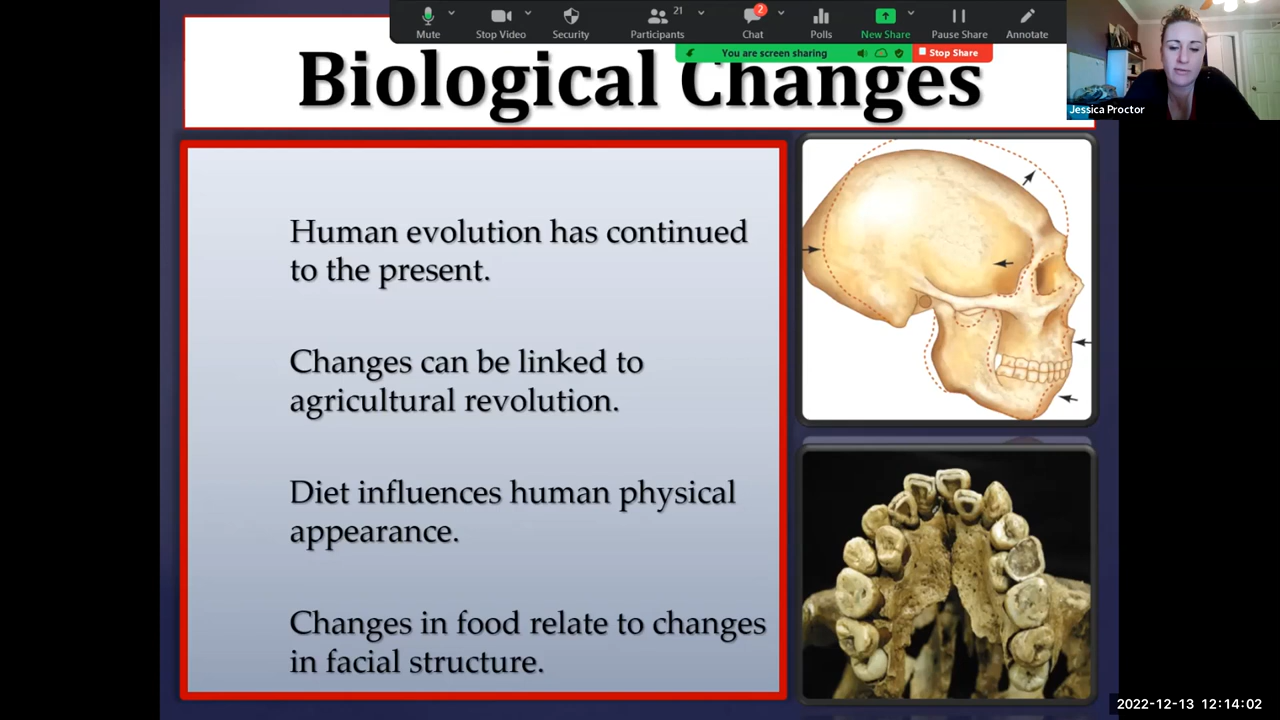 21
2
Mute
Stop Video
Security
Participants
Chat
Polls
New Share
Pause Share
Annotate
You are screen sharing
Stop Share
Jessica Proctor
Biological Changes
Human evolution has continued
to the present.
Changes can be linked to
agricultural revolution.
Diet influences human physical
appearance.
Changes in food relate to changes
in facial structure.
2022-12-13 12:14:02